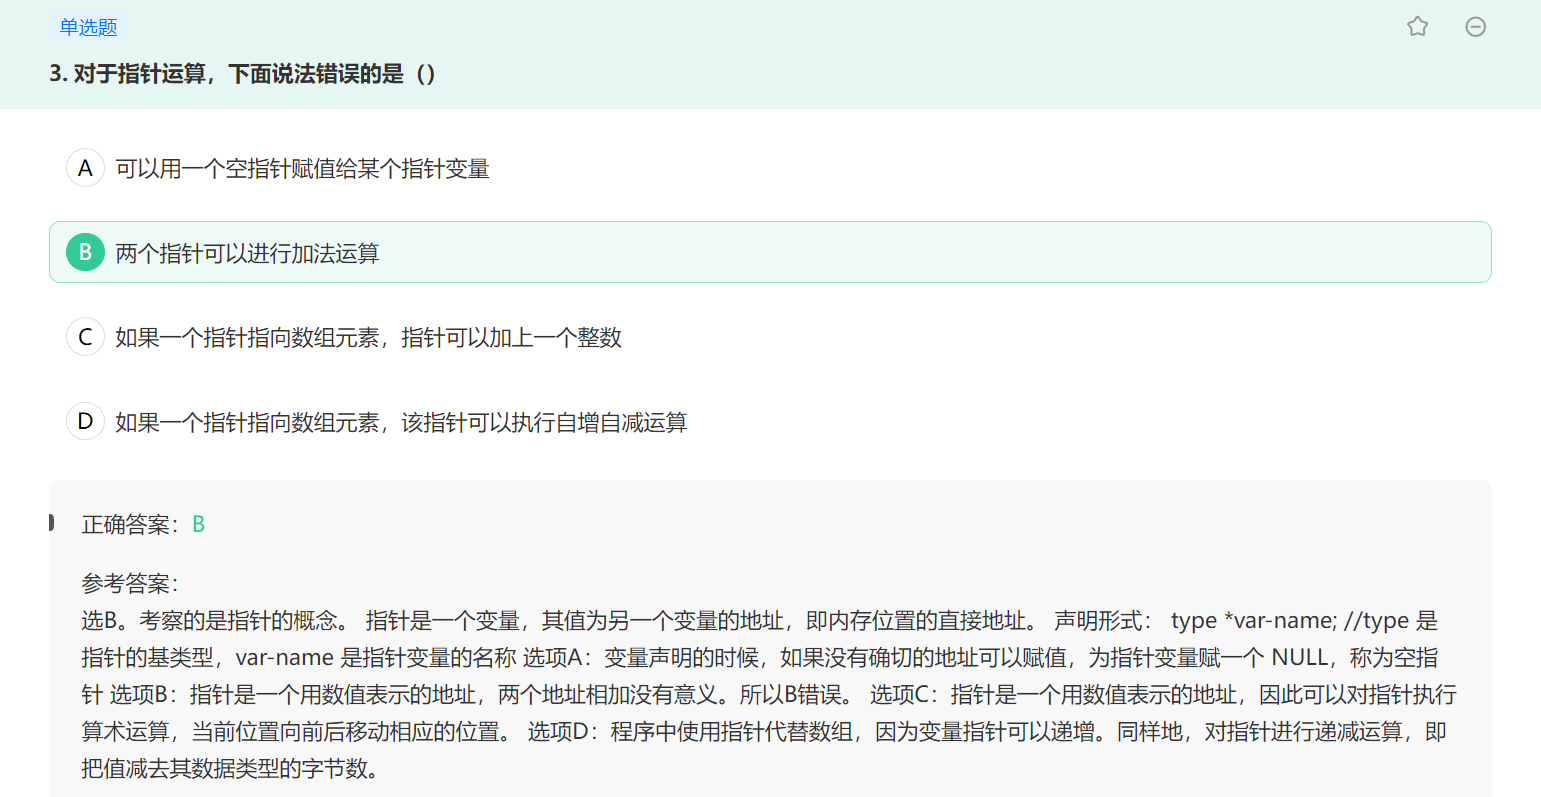 单选题
3. 对于指针运算，下面说法错误的是（）
A 可以用一个空指针赋值给某个指针变量
B 两个指针可以进行加法运算
C 如果一个指针指向数组元素，指针可以加上一个整数
D 如果一个指针指向数组元素，该指针可以执行自增自减运算
正确答案：B
参考答案：
选B。考察的是指针的概念。 指针是一个变量，其值为另一个变量的地址，即内存位置的直接地址。 声明形式： type *var-name; //type 是
指针的基类型，var-name 是指针变量的名称 选项A：变量声明的时候，如果没有确切的地址可以赋值，为指针变量赋一个 NULL，称为空指
针 选项B：指针是一个用数值表示的地址，两个地址相加没有意义。所以B错误。 选项C：指针是一个用数值表示的地址，因此可以对指针执行
算术运算，当前位置向前后移动相应的位置。 选项D：程序中使用指针代替数组，因为变量指针可以递增。同样地，对指针进行递减运算，即
把值减去其数据类型的字节数。